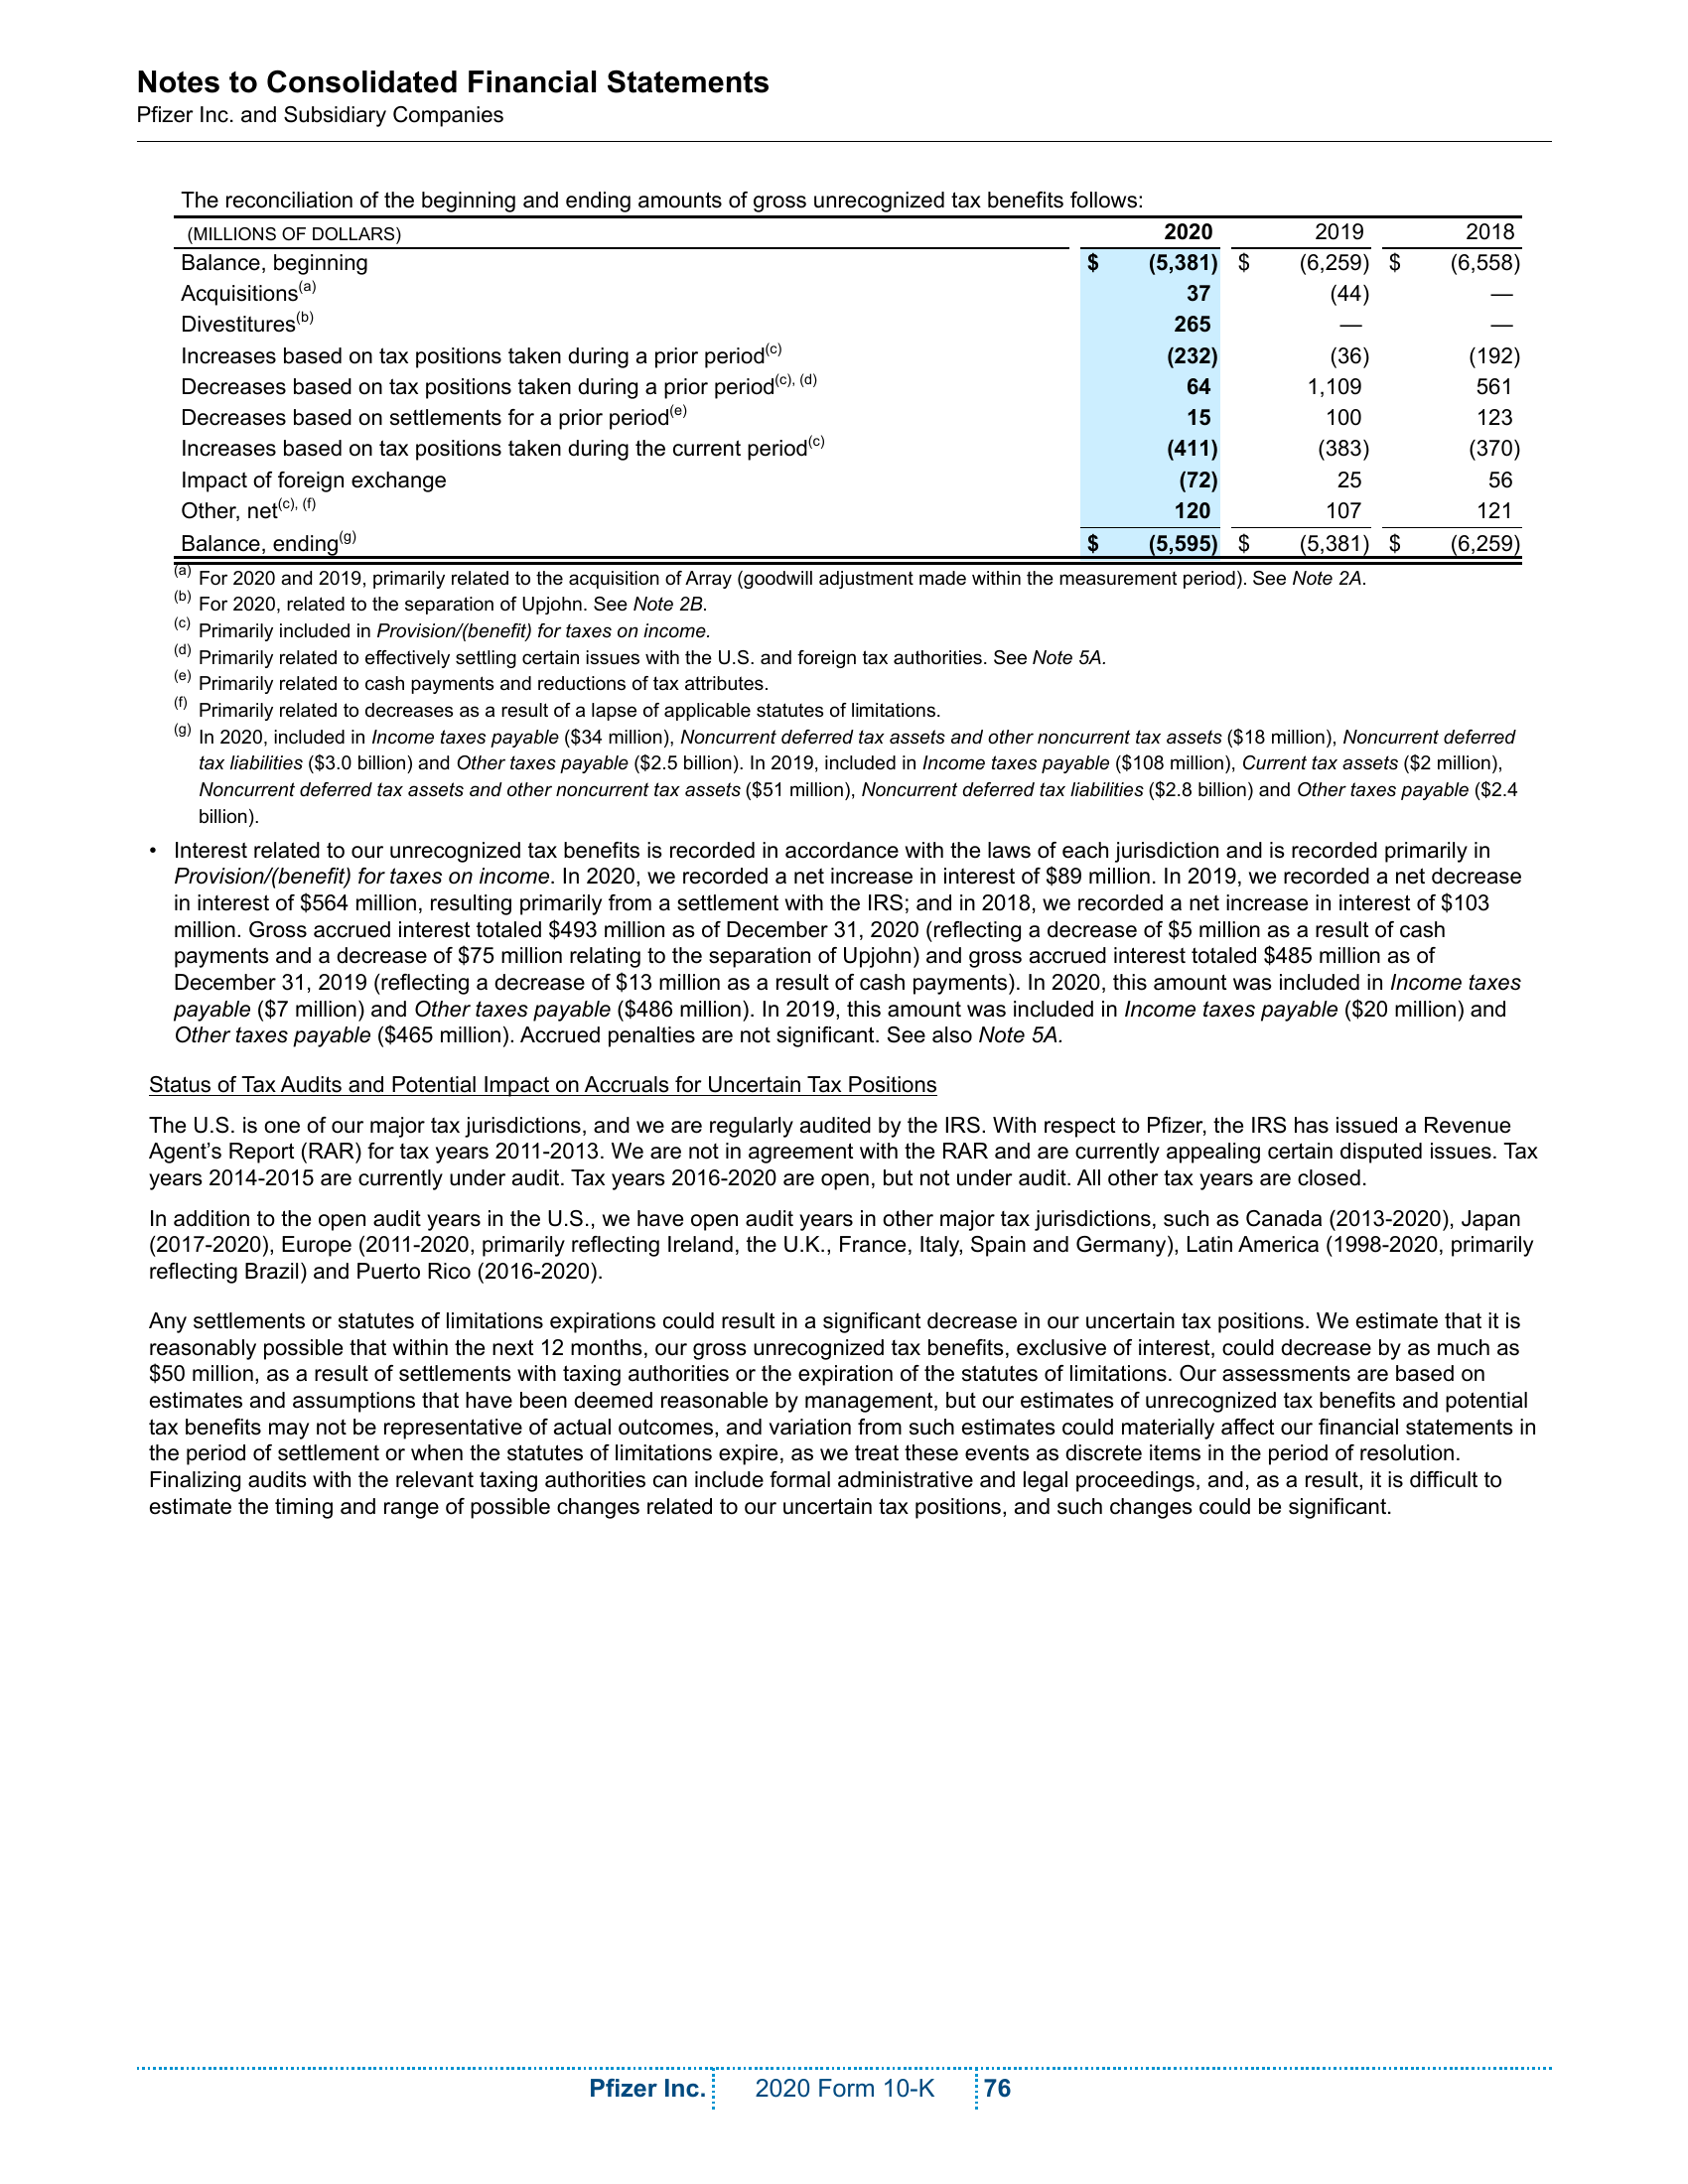 Notes to Consolidated Financial Statements
Pfizer Inc. and Subsidiary Companies
The reconciliation of the beginning and ending amounts of gross unrecognized tax benefits follows:
(MILLIONS OF DOLLARS) 2020 2019 2018
Balance, beginning $ (5,381) $ (6,259) $ (6,558)
Acquisitions(a) 37 (44) —
Divestitures(b) 265 — —
Increases based on tax positions taken during a prior period(c) (232) (36) (192)
Decreases based on tax positions taken during a prior period(c), (d) 64 1,109 561
Decreases based on settlements for a prior period(e) 15 100 123
Increases based on tax positions taken during the current period(c) (411) (383) (370)
Impact of foreign exchange (72) 25 56
Other, net(c), (f) 120 107 121
Balance, ending(g) $ (5,595) $ (5,381) $ (6,259)
(a) For 2020 and 2019, primarily related to the acquisition of Array (goodwill adjustment made within the measurement period). See Note 2A.
(b) For 2020, related to the separation of Upjohn. See Note 2B.
(c) Primarily included in Provision/(benefit) for taxes on income.
(d) Primarily related to effectively settling certain issues with the U.S. and foreign tax authorities. See Note 5A.
(e) Primarily related to cash payments and reductions of tax attributes.
(f) Primarily related to decreases as a result of a lapse of applicable statutes of limitations.
(g) In 2020, included in Income taxes payable ($34 million), Noncurrent deferred tax assets and other noncurrent tax assets ($18 million), Noncurrent deferred
tax liabilities ($3.0 billion) and Other taxes payable ($2.5 billion). In 2019, included in Income taxes payable ($108 million), Current tax assets ($2 million),
Noncurrent deferred tax assets and other noncurrent tax assets ($51 million), Noncurrent deferred tax liabilities ($2.8 billion) and Other taxes payable ($2.4
billion).
• Interest related to our unrecognized tax benefits is recorded in accordance with the laws of each jurisdiction and is recorded primarily in
Provision/(benefit) for taxes on income. In 2020, we recorded a net increase in interest of $89 million. In 2019, we recorded a net decrease
in interest of $564 million, resulting primarily from a settlement with the IRS; and in 2018, we recorded a net increase in interest of $103
million. Gross accrued interest totaled $493 million as of December 31, 2020 (reflecting a decrease of $5 million as a result of cash
payments and a decrease of $75 million relating to the separation of Upjohn) and gross accrued interest totaled $485 million as of
December 31, 2019 (reflecting a decrease of $13 million as a result of cash payments). In 2020, this amount was included in Income taxes
payable ($7 million) and Other taxes payable ($486 million). In 2019, this amount was included in Income taxes payable ($20 million) and
Other taxes payable ($465 million). Accrued penalties are not significant. See also Note 5A.
Status of Tax Audits and Potential Impact on Accruals for Uncertain Tax Positions
The U.S. is one of our major tax jurisdictions, and we are regularly audited by the IRS. With respect to Pfizer, the IRS has issued a Revenue
Agent’s Report (RAR) for tax years 2011-2013. We are not in agreement with the RAR and are currently appealing certain disputed issues. Tax
years 2014-2015 are currently under audit. Tax years 2016-2020 are open, but not under audit. All other tax years are closed.
In addition to the open audit years in the U.S., we have open audit years in other major tax jurisdictions, such as Canada (2013-2020), Japan
(2017-2020), Europe (2011-2020, primarily reflecting Ireland, the U.K., France, Italy, Spain and Germany), Latin America (1998-2020, primarily
reflecting Brazil) and Puerto Rico (2016-2020).
Any settlements or statutes of limitations expirations could result in a significant decrease in our uncertain tax positions. We estimate that it is
reasonably possible that within the next 12 months, our gross unrecognized tax benefits, exclusive of interest, could decrease by as much as
$50 million, as a result of settlements with taxing authorities or the expiration of the statutes of limitations. Our assessments are based on
estimates and assumptions that have been deemed reasonable by management, but our estimates of unrecognized tax benefits and potential
tax benefits may not be representative of actual outcomes, and variation from such estimates could materially affect our financial statements in
the period of settlement or when the statutes of limitations expire, as we treat these events as discrete items in the period of resolution.
Finalizing audits with the relevant taxing authorities can include formal administrative and legal proceedings, and, as a result, it is difficult to
estimate the timing and range of possible changes related to our uncertain tax positions, and such changes could be significant.
Pfizer Inc. 2020 Form 10-K 76